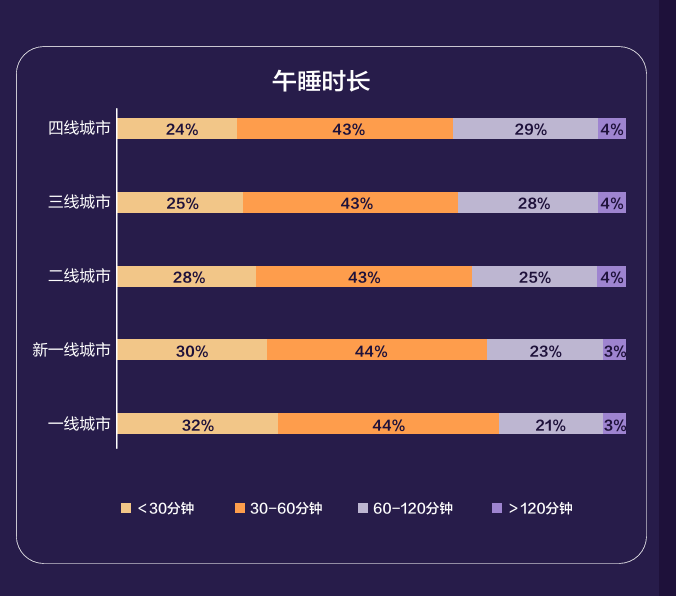 午睡时长
四线城市 24% 43% 29% 4%
三线城市 25% 43% 28% 4%
二线城市 28% 43% 25% 4%
新一线城市 30% 44% 23% 3%
一线城市 32% 44% 21% 3%
<30分钟 30-60分钟 60-120分钟 >120分钟